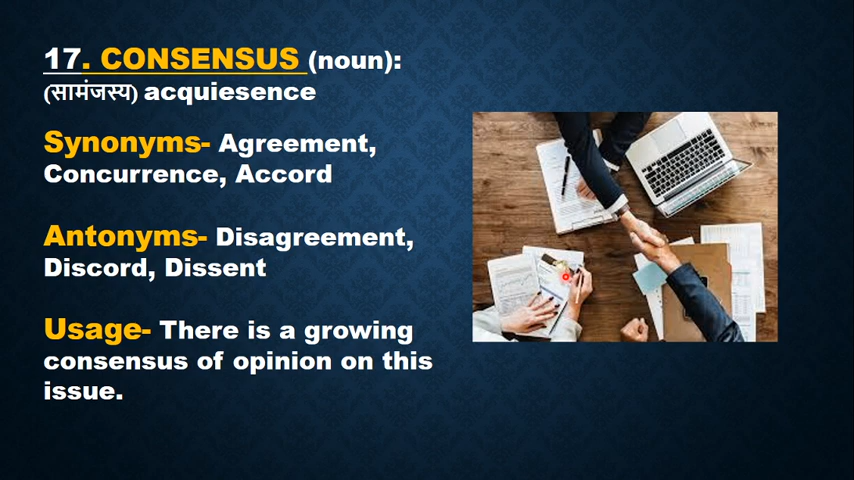 17. CONSENSUS (noun):
(सामंजस्य) acquiesence
Synonyms- Agreement,
Concurrence, Accord
Antonyms- Disagreement,
Discord, Dissent
Usage- There is a growing
consensus of opinion on this
issue.